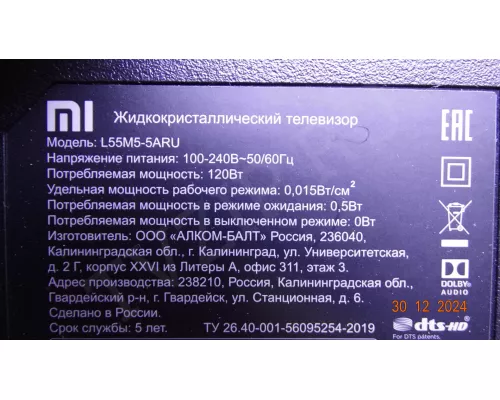 mi Жидкокристаллический телевизор
Модель: L55M5-5ARU
Напряжение питания: 100-240В~50/60Гц
Потребляемая мощность: 120Вт
Удельная мощность рабочего режима: 0,015Вт/см²
Потребляемая мощность в режиме ожидания: 0,5Вт
Потребляемая мощность в выключенном режиме: 0Вт
Изготовитель: ООО «АЛКОМ-БАЛТ» Россия, 236040,
Калининградская обл., г. Калининград, ул. Университетская,
д. 2 Г, корпус XXVI из Литеры А, офис 311, этаж 3.
Адрес производства: 238210, Россия, Калининградская обл.,
Гвардейский р-н, г. Гвардейск, ул. Станционная, д. 6.
Сделано в России.
Срок службы: 5 лет. ТУ 26.40-001-56095254-2019
EAC
DOLBY
AUDIO
30 12 2024
dts-HD
For DTS patents,